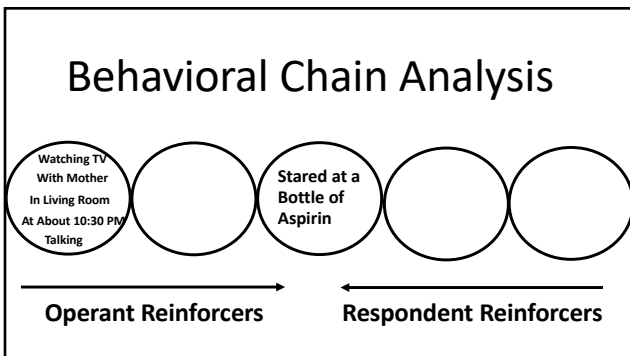 Behavioral Chain Analysis
Watching TV
With Mother
In Living Room
At About 10:30 PM
Talking
Stared at a
Bottle of
Aspirin
Operant Reinforcers
Respondent Reinforcers